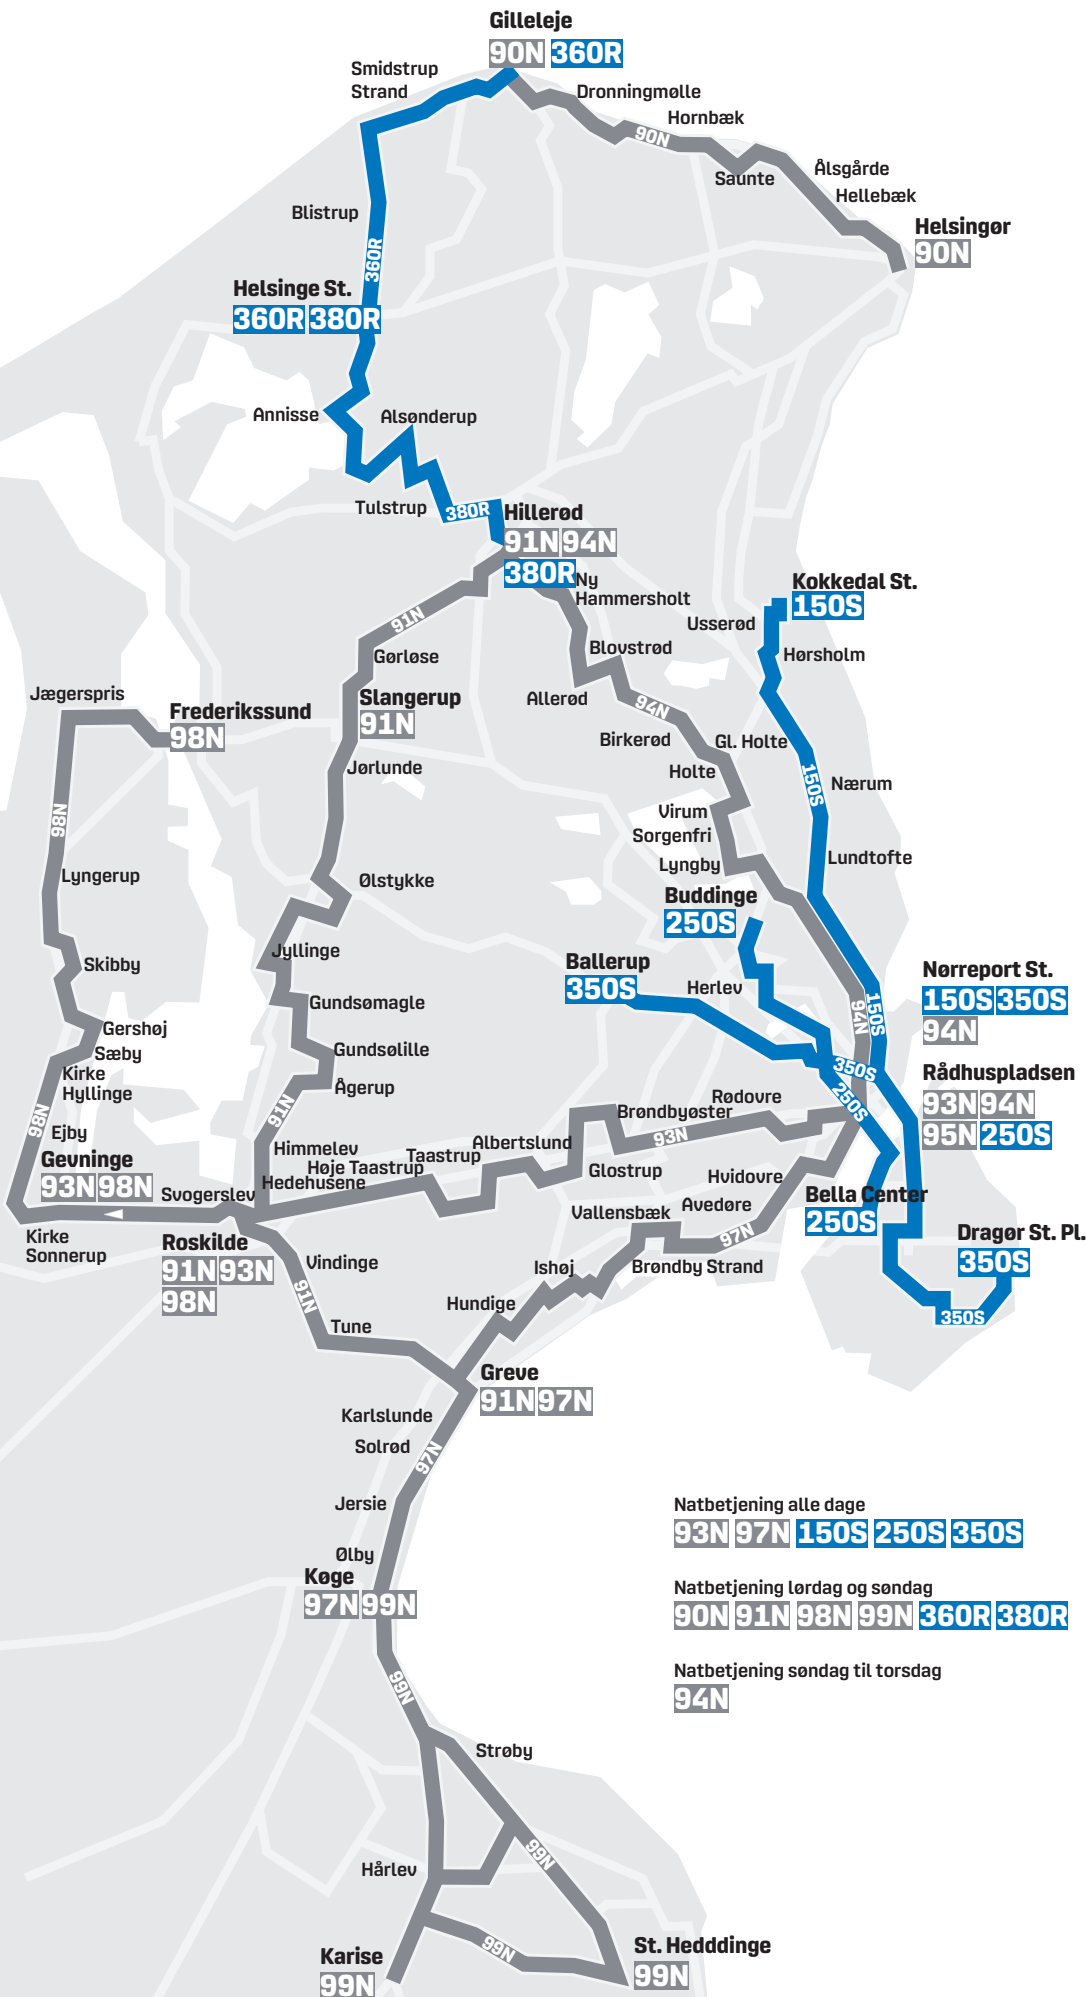 Gilleleje
90N 360R
Smidstrup
Strand
Dronningmølle
Hornbæk
90N
Saunte
Ålsgårde
Hellebæk
Helsingør
90N
Blistrup
360R
Helsinge St.
360R 380R
Annisse
Alsønderup
Tulstrup
380R
Hillerød
91N 94N
380R
Ny
Hammersholt
Kokkedal St.
150S
Usserød
91N
Blovstrød
Hørsholm
Gørløse
Jægerspris
Frederikssund
98N
Slangerup
91N
Allerød
94N
Birkerød
Gl. Holte
Jørlunde
Holte
150S
Nærum
98N
Virum
Sorgenfri
Lyngby
Lundtofte
Lyngerup
Ølstykke
Buddinge
250S
Jyllinge
Skibby
Ballerup
350S
Herlev
Nørreport St.
150S 350S
94N
94N
150S
Gundsømagle
Gershøj
Sæby
Kirke
Hyllinge
Gundsølille
Ågerup
350S
250S
Rådhuspladsen
93N 94N
95N 250S
91N
98N
Rødovre
Brøndbyøster
93N
Ejby
Himmelev
Høje Taastrup
Taastrup
Albertslund
Gevninge
93N 98N
Svogerslev
Hedehusene
Glostrup
Hvidovre
Bella Center
250S
Vallensbæk
Avedøre
97N
Kirke
Sonnerup
Roskilde
91N 93N
98N
Vindinge
91N
Ishøj
Brøndby Strand
Dragør St. Pl.
350S
350S
Hundige
Tune
Greve
91N 97N
Karlslunde
Solrød
97N
Jersie
Ølby
Køge
97N 99N
Natbetjening alle dage
93N 97N 150S 250S 350S
Natbetjening lørdag og søndag
90N 91N 98N 99N 360R 380R
Natbetjening søndag til torsdag
94N
99N
Strøby
99N
Hårlev
99N
Karise
99N
St. Hedddinge
99N